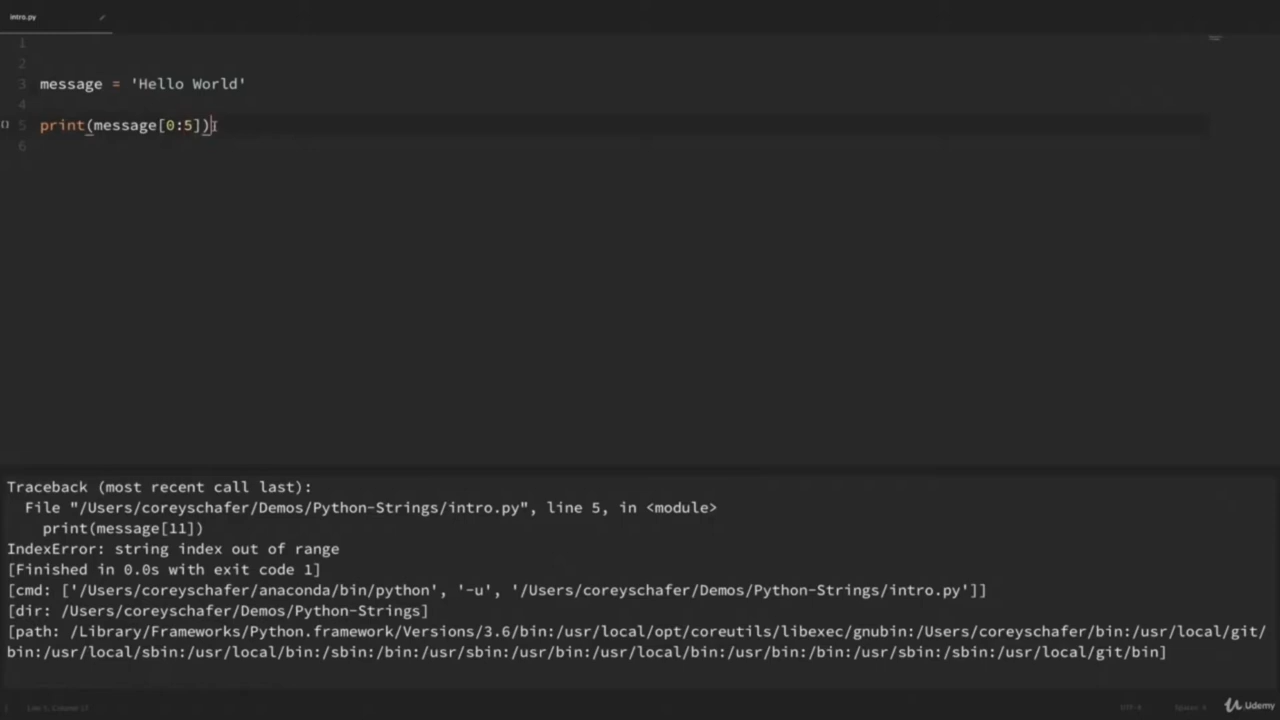 intro.py
1
2
3 message = 'Hello World'
4
5 print(message[0:5])
6
Traceback (most recent call last):
File "/Users/coreyschafer/Demos/Python-Strings/intro.py", line 5, in <module>
print(message[11])
IndexError: string index out of range
[Finished in 0.0s with exit code 1]
[cmd: ['/Users/coreyschafer/anaconda/bin/python', '-u', '/Users/coreyschafer/Demos/Python-Strings/intro.py']]
[dir: /Users/coreyschafer/Demos/Python-Strings]
[path: /Library/Frameworks/Python.framework/Versions/3.6/bin:/usr/local/opt/coreutils/libexec/gnubin:/Users/coreyschafer/bin:/usr/local/git/
bin:/usr/local/sbin:/usr/local/bin:/sbin:/bin:/usr/sbin:/usr/local/bin:/usr/bin:/bin:/usr/sbin:/sbin:/usr/local/git/bin]
Udemy